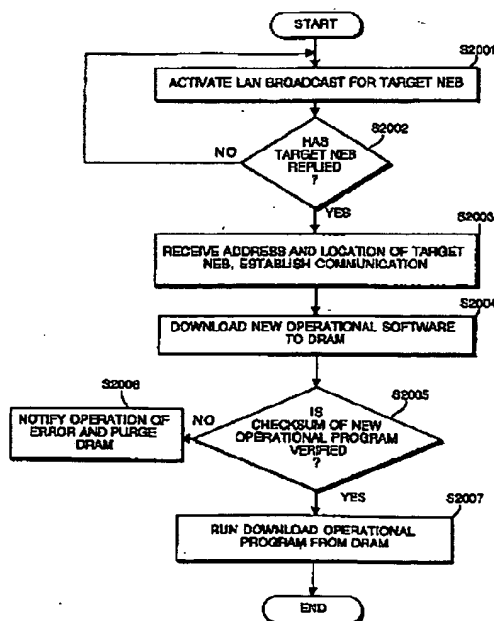 START
S2001
ACTIVATE LAN BROADCAST FOR TARGET NEB
S2002
HAS
TARGET NEB
REPLIED
?
NO
YES
S2003
RECEIVE ADDRESS AND LOCATION OF TARGET
NEB, ESTABLISH COMMUNICATION
S2004
DOWNLOAD NEW OPERATIONAL SOFTWARE
TO DRAM
S2006
NOTIFY OPERATION OF
ERROR AND PURGE
DRAM
NO
S2005
IS
CHECKSUM OF NEW
OPERATIONAL PROGRAM
VERIFIED
?
YES
S2007
RUN DOWNLOAD OPERATIONAL
PROGRAM FROM DRAM
END